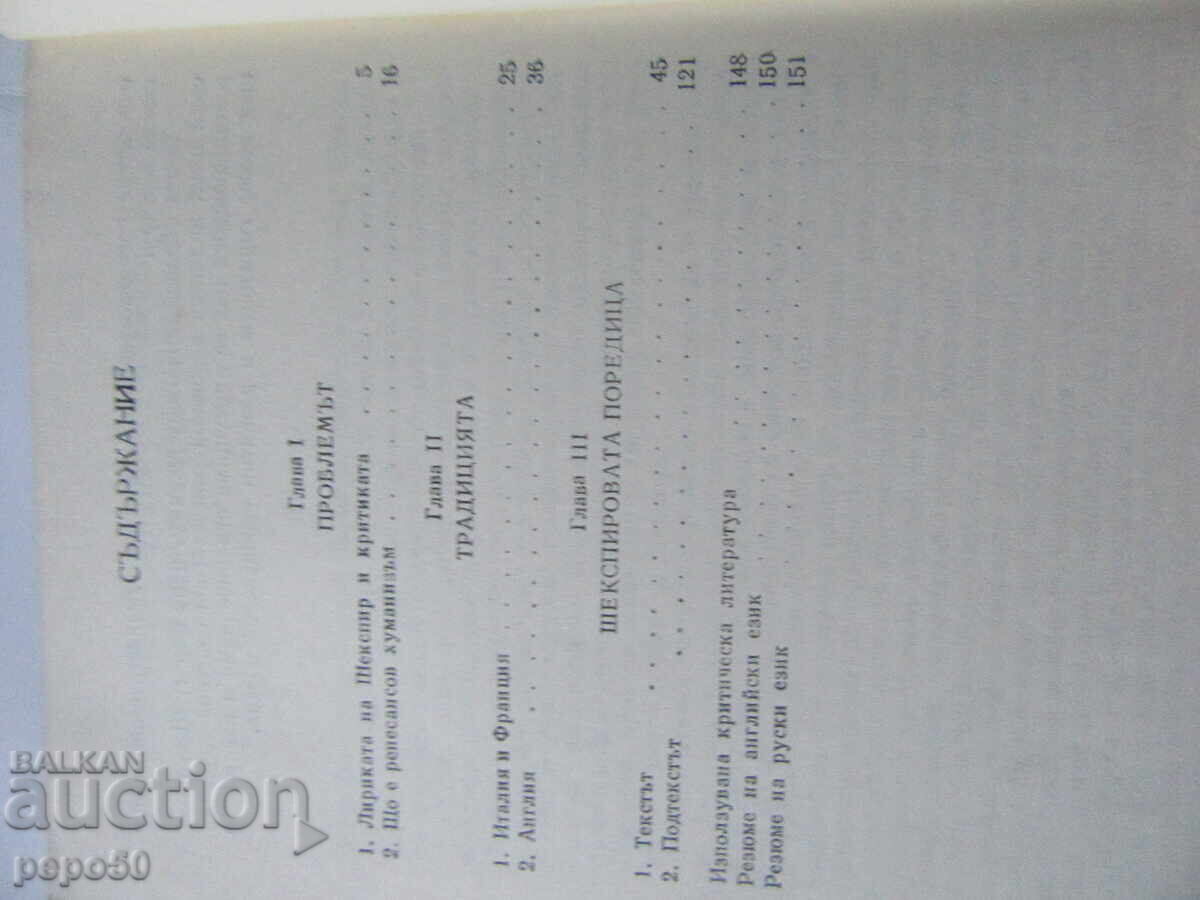 СЪДЪРЖАНИЕ
Глава I
ПРОБЛЕМЪТ
1. Лириката на Шекспир и критиката . . . . . . . . . . 5
2. Що е ренесансов хуманизъм . . . . . . . . . . . . 16
Глава II
ТРАДИЦИЯТА
1. Италия и Франция . . . . . . . . . . . . . . . . 25
2. Англия . . . . . . . . . . . . . . . . . . . . 36
Глава III
ШЕКСПИРОВАТА ПОРЕДИЦА
1. Текстът . . . . . . . . . . . . . . . . . . . . 45
2. Подтекстът . . . . . . . . . . . . . . . . . . 121
Използувана критическа литература . . . . . . . . . . 148
Резюме на английски език . . . . . . . . . . . . . . 150
Резюме на руски език . . . . . . . . . . . . . . . 151
BALKAN
auction
pepo50